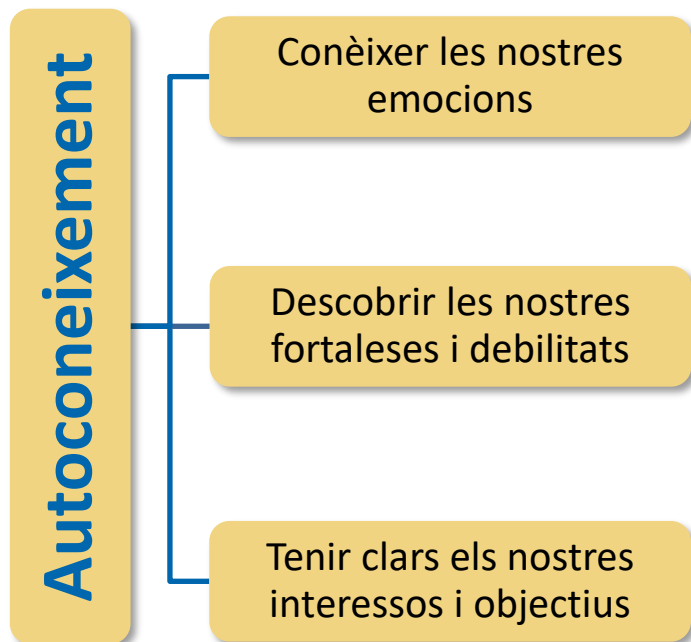 Autoconeixement
Conèixer les nostres
emocions
Descobrir les nostres
fortaleses i debilitats
Tenir clars els nostres
interessos i objectius